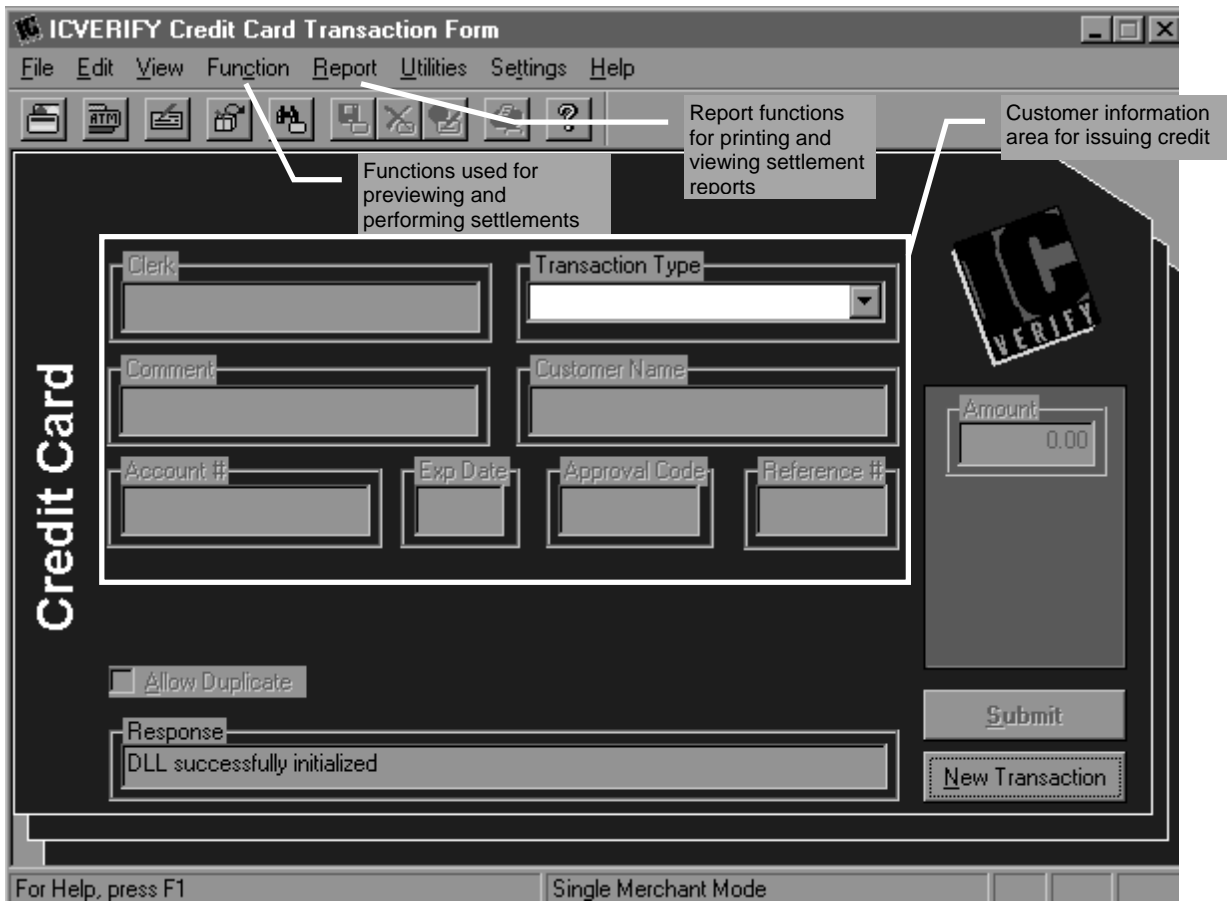 ICVERIFY Credit Card Transaction Form
File Edit View Function Report Utilities Settings Help
ATM
?
Report functions
for printing and
viewing settlement
reports
Customer information
area for issuing credit
Functions used for
previewing and
performing settlements
Clerk
Transaction Type
IC
VERIFY
Credit Card
Comment
Customer Name
Amount
0.00
Account #
Exp Date
Approval Code
Reference #
Allow Duplicate
Submit
Response
DLL successfully initialized
New Transaction
For Help, press F1
Single Merchant Mode